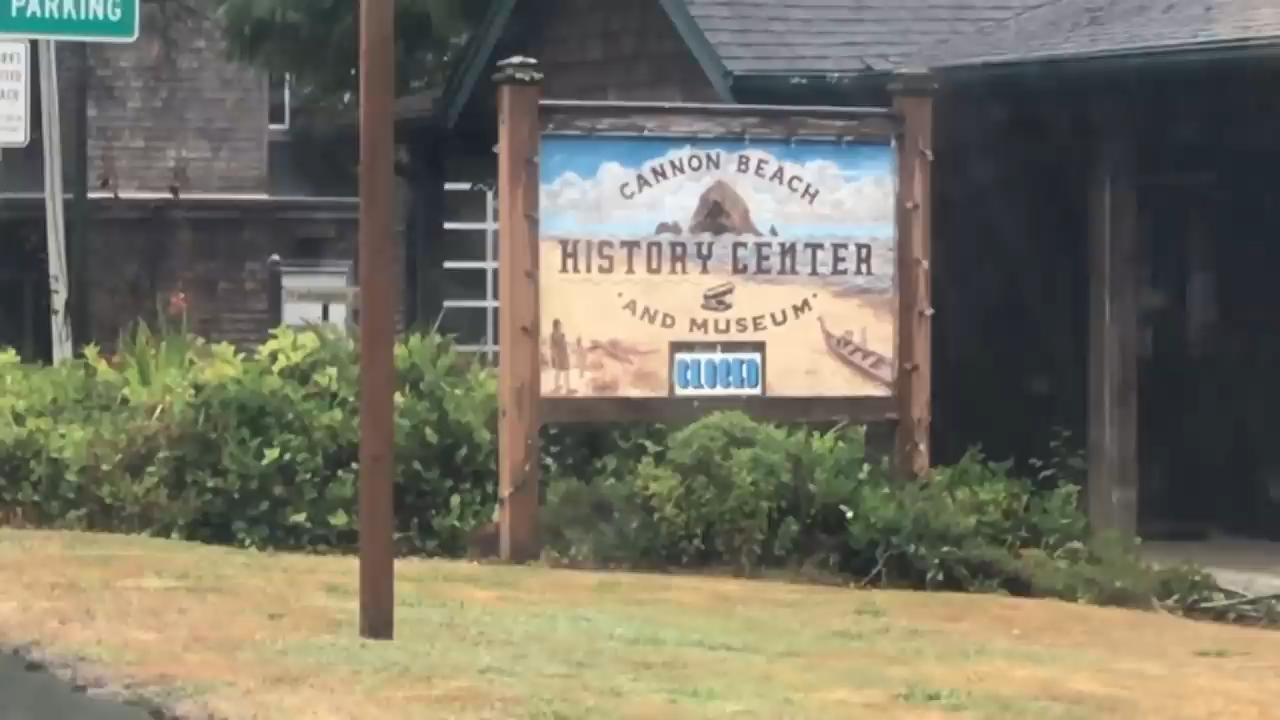 PARKING
CANNON BEACH
HISTORY CENTER
AND MUSEUM
CLOSED